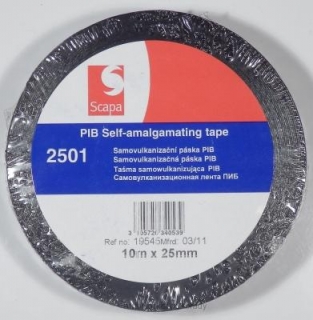 Scapa
PIB Self-amalgamating tape
2501
Samovulkanizační páska PIB
Samovulkanizačná páska PIB
Taśma samowulkanizująca PIB
Самовулканизационная лента ПИБ
Ref no: 19545 Mfrd: 03/11
10m x 25mm